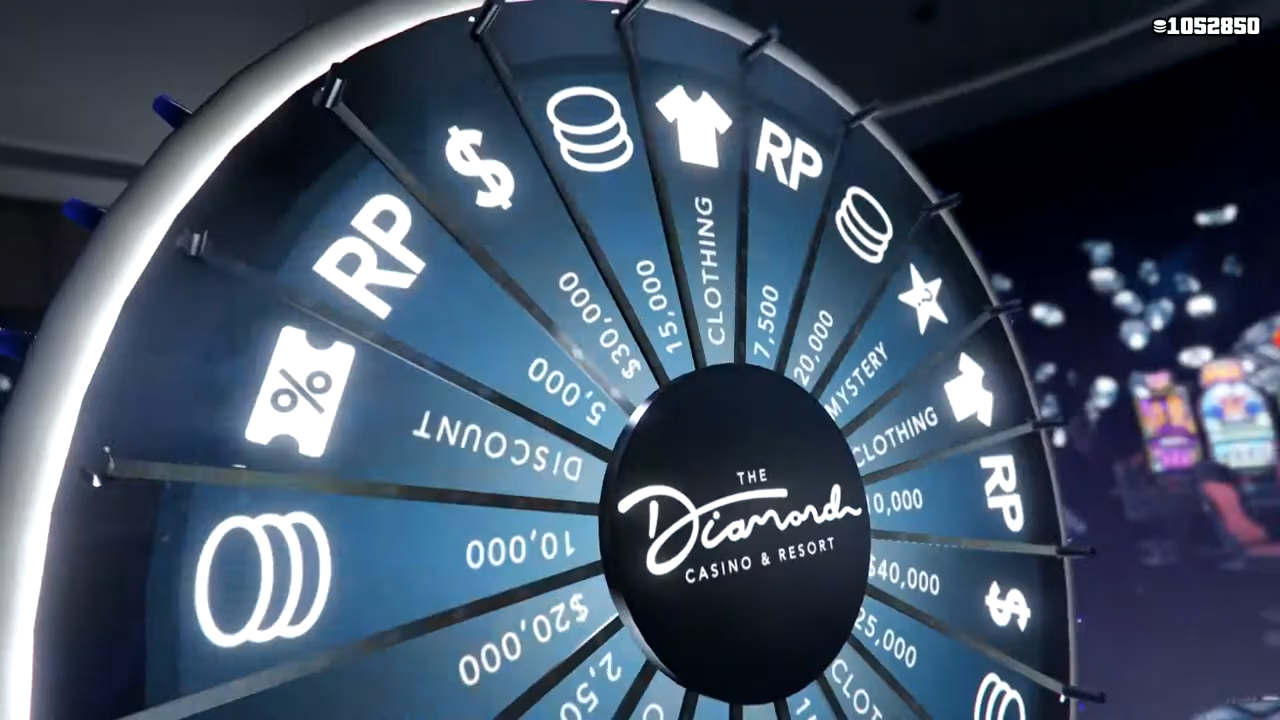 1052850
$
RP
RP
%
$30,000
15,000
CLOTHING
7,500
20,000
MYSTERY
5,000
DISCOUNT
CLOTHING
RP
10,000
$40,000
$
25,000
$20,000
THE
Diamond
CASINO & RESORT